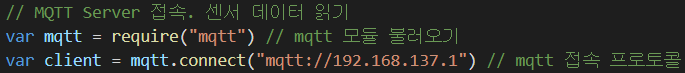 // MQTT Server 접속. 센서 데이터 읽기
var mqtt = require("mqtt") // mqtt 모듈 불러오기
var client = mqtt.connect("mqtt://192.168.137.1") // mqtt 접속 프로토콜